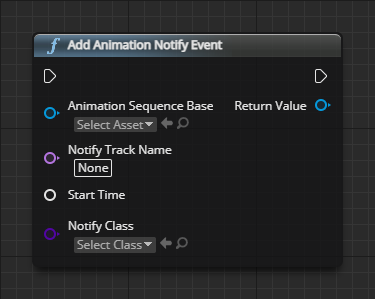 f Add Animation Notify Event
Animation Sequence Base Return Value
Select Asset
Notify Track Name
None
Start Time
Notify Class
Select Class